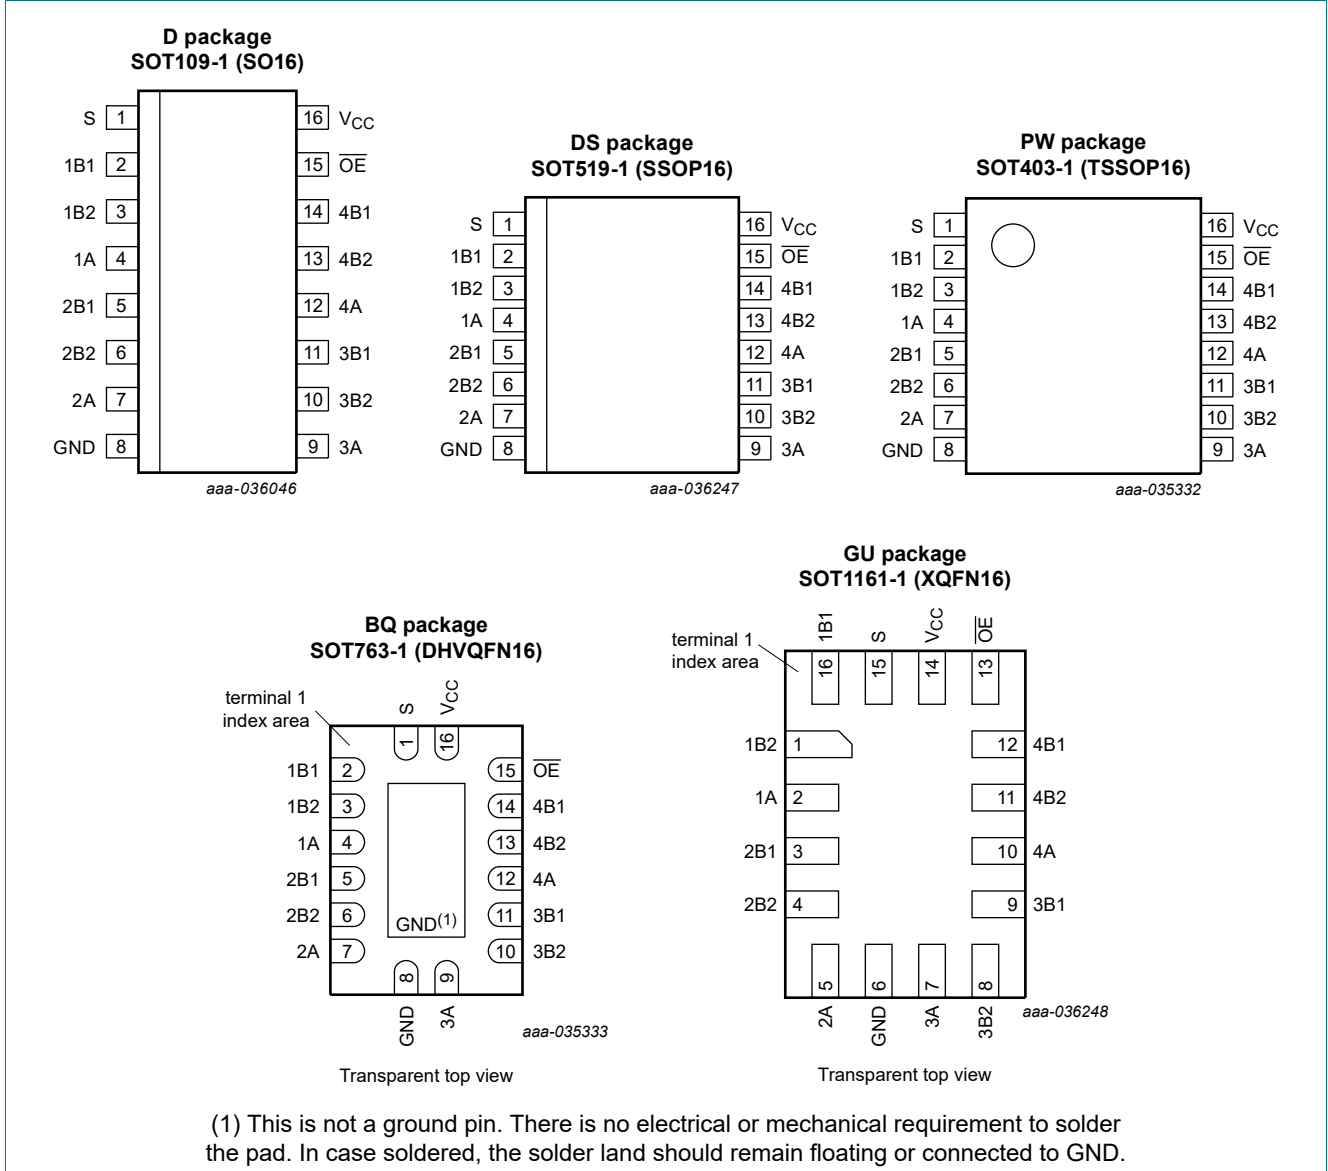 D package
SOT109-1 (SO16)
S 1 16 VCC
1B1 2 15 OE
1B2 3 14 4B1
1A 4 13 4B2
2B1 5 12 4A
2B2 6 11 3B1
2A 7 10 3B2
GND 8 9 3A
aaa-036046
DS package
SOT519-1 (SSOP16)
S 1 16 VCC
1B1 2 15 OE
1B2 3 14 4B1
1A 4 13 4B2
2B1 5 12 4A
2B2 6 11 3B1
2A 7 10 3B2
GND 8 9 3A
aaa-036247
PW package
SOT403-1 (TSSOP16)
S 1 16 VCC
1B1 2 15 OE
1B2 3 14 4B1
1A 4 13 4B2
2B1 5 12 4A
2B2 6 11 3B1
2A 7 10 3B2
GND 8 9 3A
aaa-035332
BQ package
SOT763-1 (DHVQFN16)
terminal 1
index area
S VCC
1 16
1B1 2 15 OE
1B2 3 14 4B1
1A 4 13 4B2
2B1 5 12 4A
2B2 6 11 3B1
GND(1)
2A 7 10 3B2
8 9
GND 3A
aaa-035333
Transparent top view
GU package
SOT1161-1 (XQFN16)
terminal 1
index area
1B1 S VCC OE
16 15 14 13
1B2 1 12 4B1
1A 2 11 4B2
2B1 3 10 4A
2B2 4 9 3B1
5 6 7 8
2A GND 3A 3B2
aaa-036248
Transparent top view
(1) This is not a ground pin. There is no electrical or mechanical requirement to solder
the pad. In case soldered, the solder land should remain floating or connected to GND.